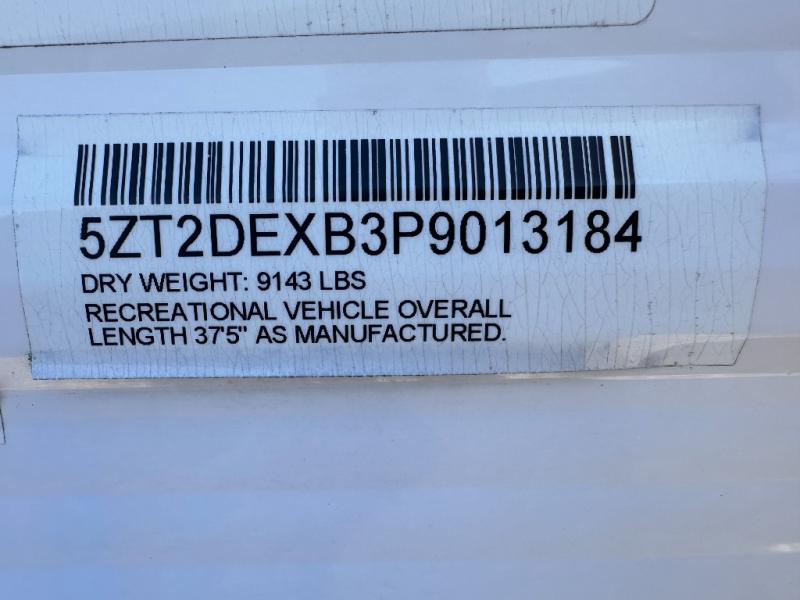 5ZT2DEXB3P9013184
DRY WEIGHT: 9143 LBS
RECREATIONAL VEHICLE OVERALL
LENGTH 37'5" AS MANUFACTURED.